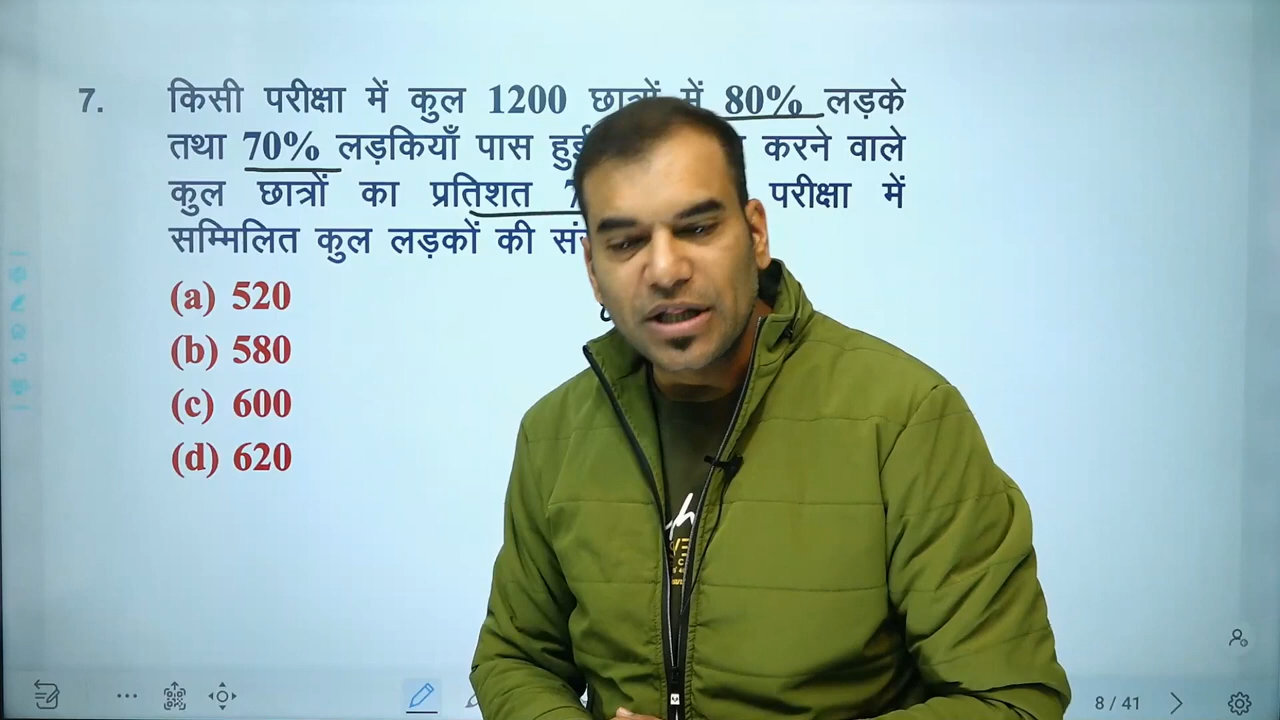 7. किसी परीक्षा में कुल 1200 छात्रों में 80% लड़के
तथा 70% लड़कियाँ पास हुई करने वाले
कुल छात्रों का प्रतिशत परीक्षा में
सम्मिलित कुल लड़कों की
(a) 520
(b) 580
(c) 600
(d) 620
8 / 41